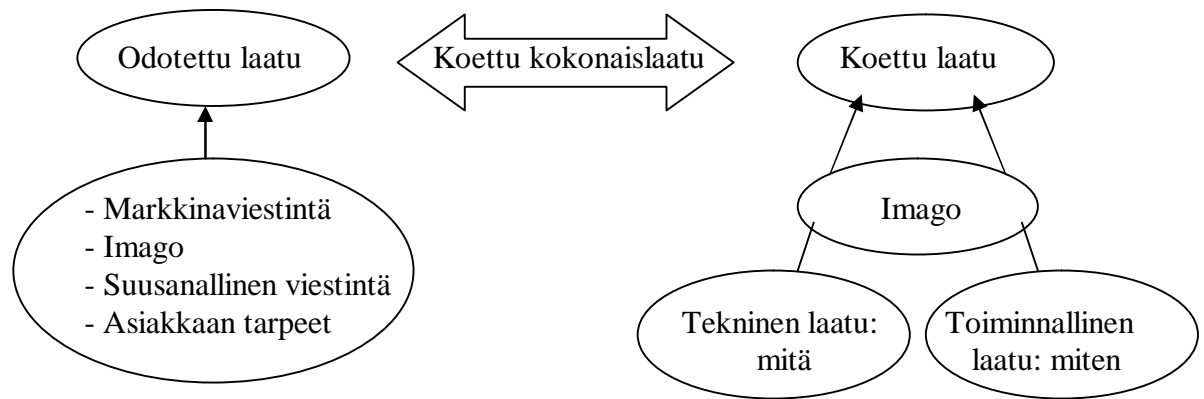 Odotettu laatu
Koettu kokonaislaatu
Koettu laatu
- Markkinaviestintä
- Imago
- Suusanallinen viestintä
- Asiakkaan tarpeet
Imago
Tekninen laatu:
mitä
Toiminnallinen
laatu: miten